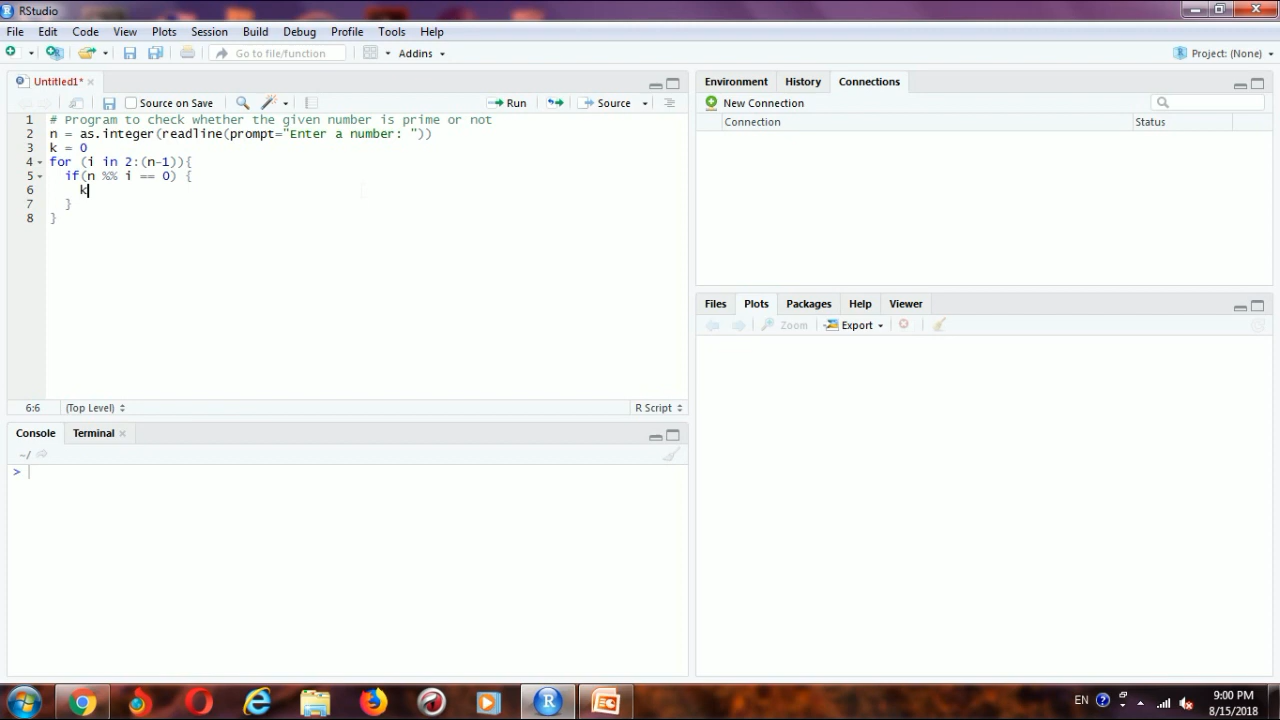 RStudio
File Edit Code View Plots Session Build Debug Profile Tools Help
Go to file/function Addins Project: (None)
Untitled1*
Source on Save Run Source
1 # Program to check whether the given number is prime or not
2 n = as.integer(readline(prompt="Enter a number: "))
3 k = 0
4 for (i in 2:(n-1)){
5 if(n %% i == 0) {
6 k
7 }
8 }
6:6 (Top Level) R Script
Console Terminal
~/
>
Environment History Connections
New Connection
Connection Status
Files Plots Packages Help Viewer
Zoom Export
EN 9:00 PM
8/15/2018